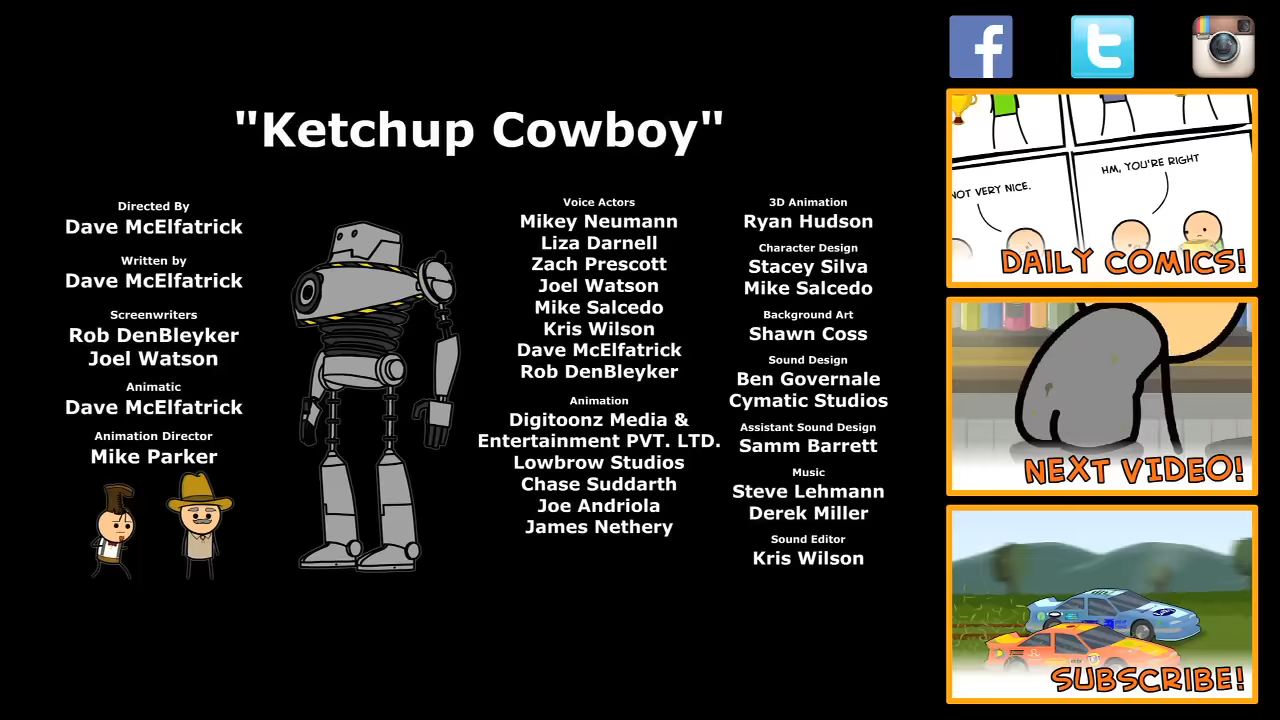 "Ketchup Cowboy"
Directed By
Dave McElfatrick
Written by
Dave McElfatrick
Screenwriters
Rob DenBleyker
Joel Watson
Animatic
Dave McElfatrick
Animation Director
Mike Parker
Voice Actors
Mikey Neumann
Liza Darnell
Zach Prescott
Joel Watson
Mike Salcedo
Kris Wilson
Dave McElfatrick
Rob DenBleyker
Animation
Digitoonz Media &
Entertainment PVT. LTD.
Lowbrow Studios
Chase Suddarth
Joe Andriola
James Nethery
3D Animation
Ryan Hudson
Character Design
Stacey Silva
Mike Salcedo
Background Art
Shawn Coss
Sound Design
Ben Governale
Cymatic Studios
Assistant Sound Design
Samm Barrett
Music
Steve Lehmann
Derek Miller
Sound Editor
Kris Wilson
NOT VERY NICE.
HM, YOU'RE RIGHT
DAILY COMICS!
NEXT VIDEO!
SUBSCRIBE!